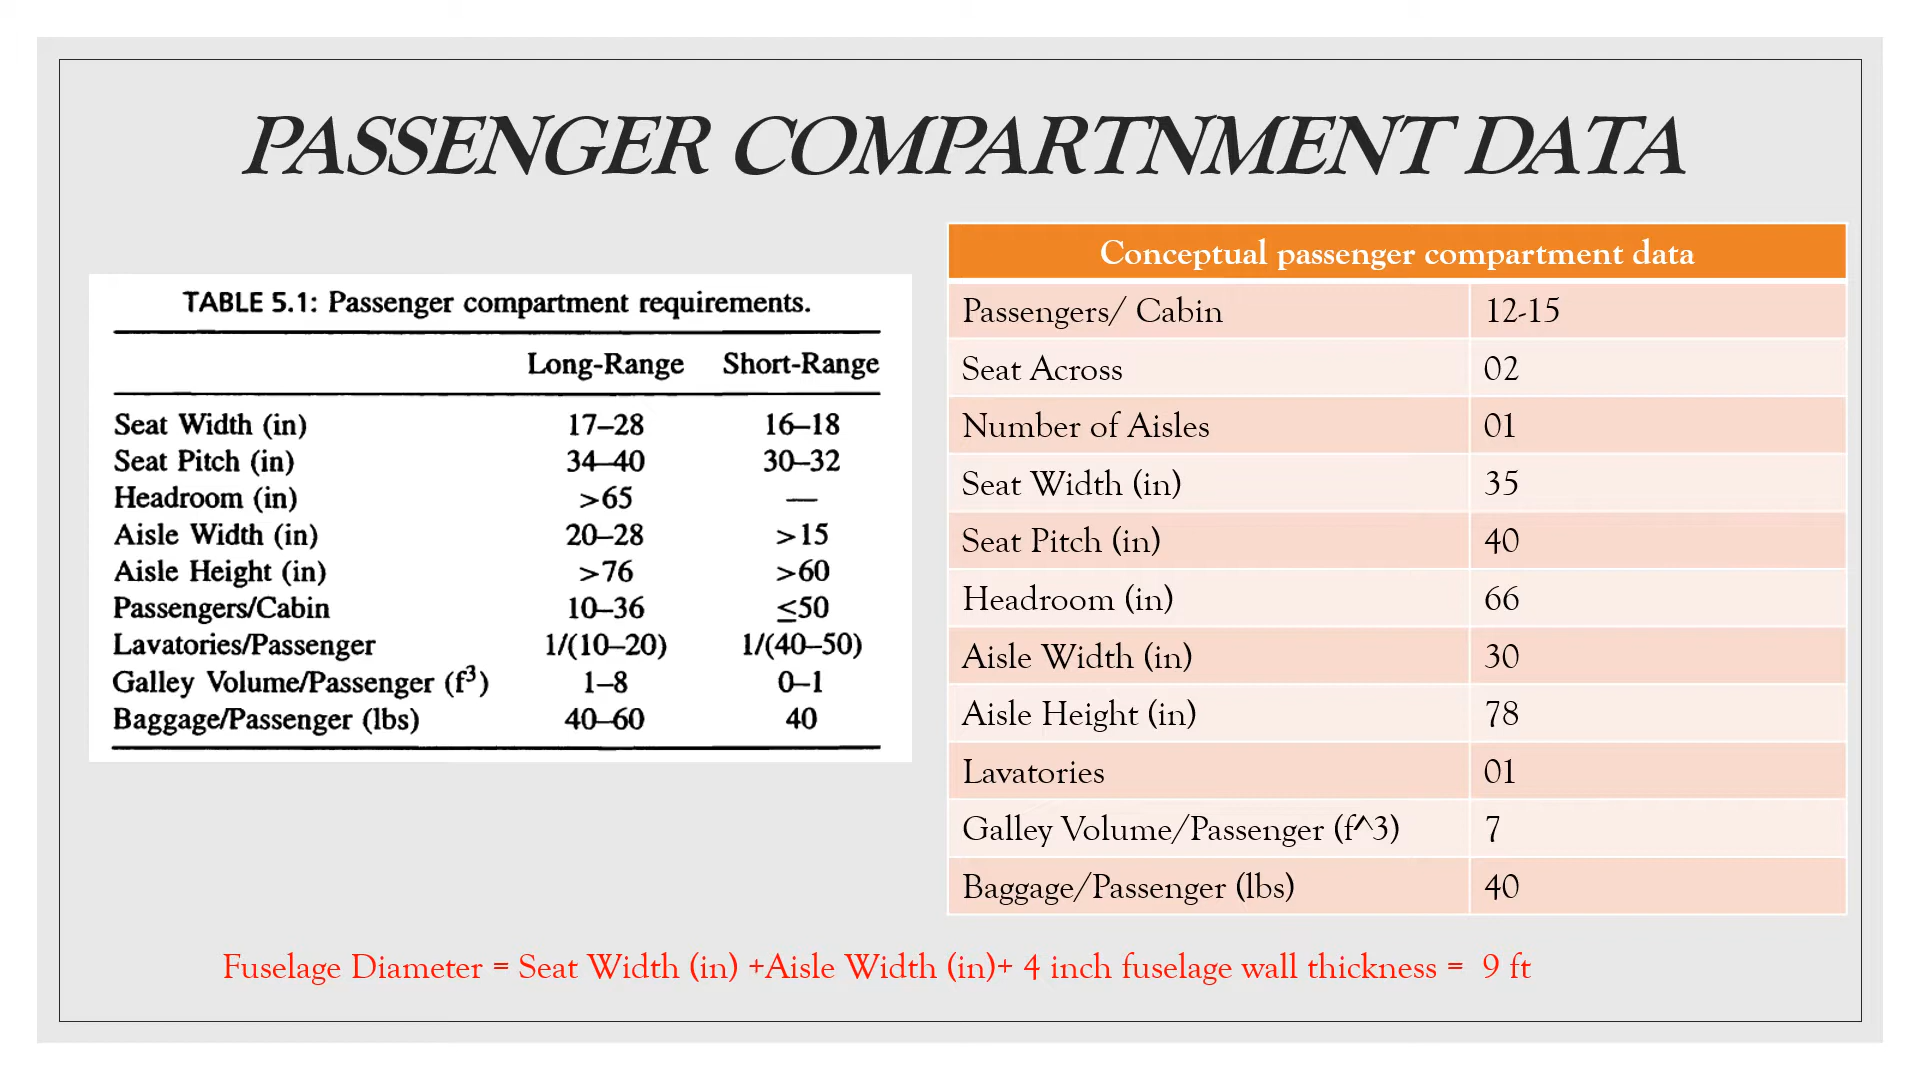 PASSENGER COMPARTNMENT DATA
TABLE 5.1: Passenger compartment requirements.
Long-Range Short-Range
Seat Width (in) 17–28 16–18
Seat Pitch (in) 34–40 30–32
Headroom (in) >65 —
Aisle Width (in) 20–28 >15
Aisle Height (in) >76 >60
Passengers/Cabin 10–36 ≤50
Lavatories/Passenger 1/(10–20) 1/(40–50)
Galley Volume/Passenger (f³) 1–8 0–1
Baggage/Passenger (lbs) 40–60 40
Conceptual passenger compartment data
Passengers/ Cabin 12-15
Seat Across 02
Number of Aisles 01
Seat Width (in) 35
Seat Pitch (in) 40
Headroom (in) 66
Aisle Width (in) 30
Aisle Height (in) 78
Lavatories 01
Galley Volume/Passenger (f^3) 7
Baggage/Passenger (lbs) 40
Fuselage Diameter = Seat Width (in) +Aisle Width (in)+ 4 inch fuselage wall thickness = 9 ft